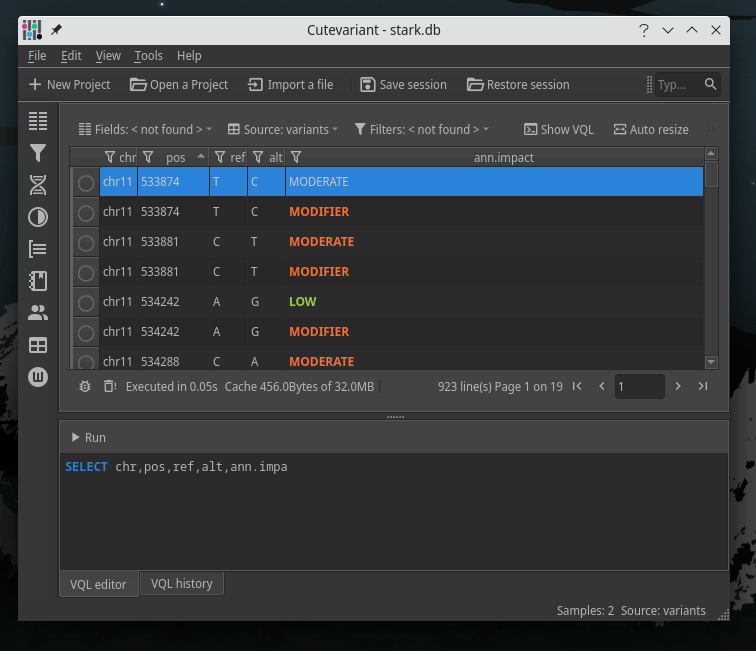 Cutevariant - stark.db
File Edit View Tools Help
New Project Open a Project Import a file Save session Restore session Typ...
Fields: < not found > Source: variants Filters: < not found > Show VQL Auto resize
chr pos ref alt ann.impact
chr11 533874 T C MODERATE
chr11 533874 T C MODIFIER
chr11 533881 C T MODERATE
chr11 533881 C T MODIFIER
chr11 534242 A G LOW
chr11 534242 A G MODIFIER
chr11 534288 C A MODERATE
Executed in 0.05s Cache 456.0Bytes of 32.0MB 923 line(s) Page 1 on 19 1
Run
SELECT chr,pos,ref,alt,ann.impa
VQL editor VQL history
Samples: 2 Source: variants